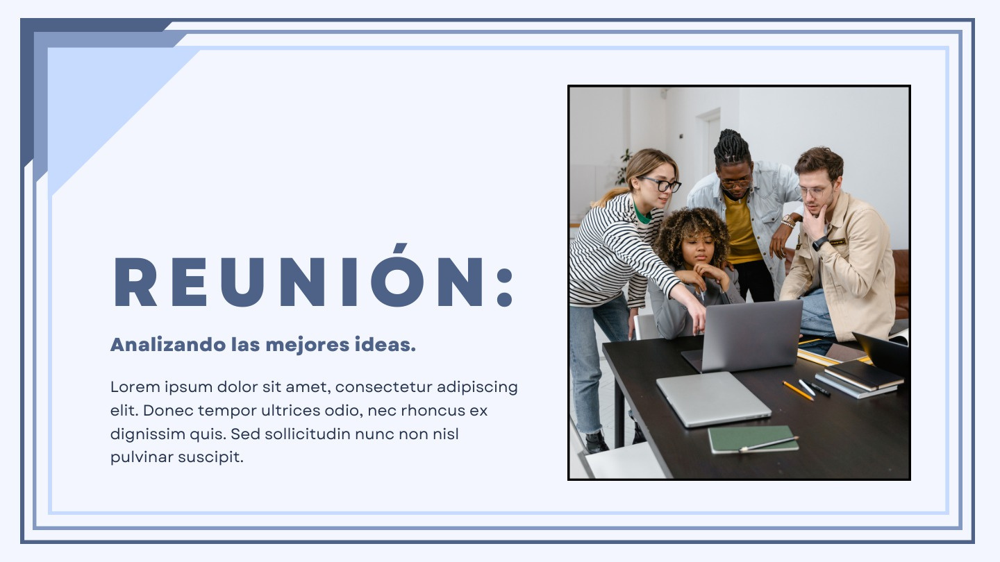 REUNIÓN:
Analizando las mejores ideas.
Lorem ipsum dolor sit amet, consectetur adipiscing
elit. Donec tempor ultrices odio, nec rhoncus ex
dignissim quis. Sed sollicitudin nunc non nisl
pulvinar suscipit.